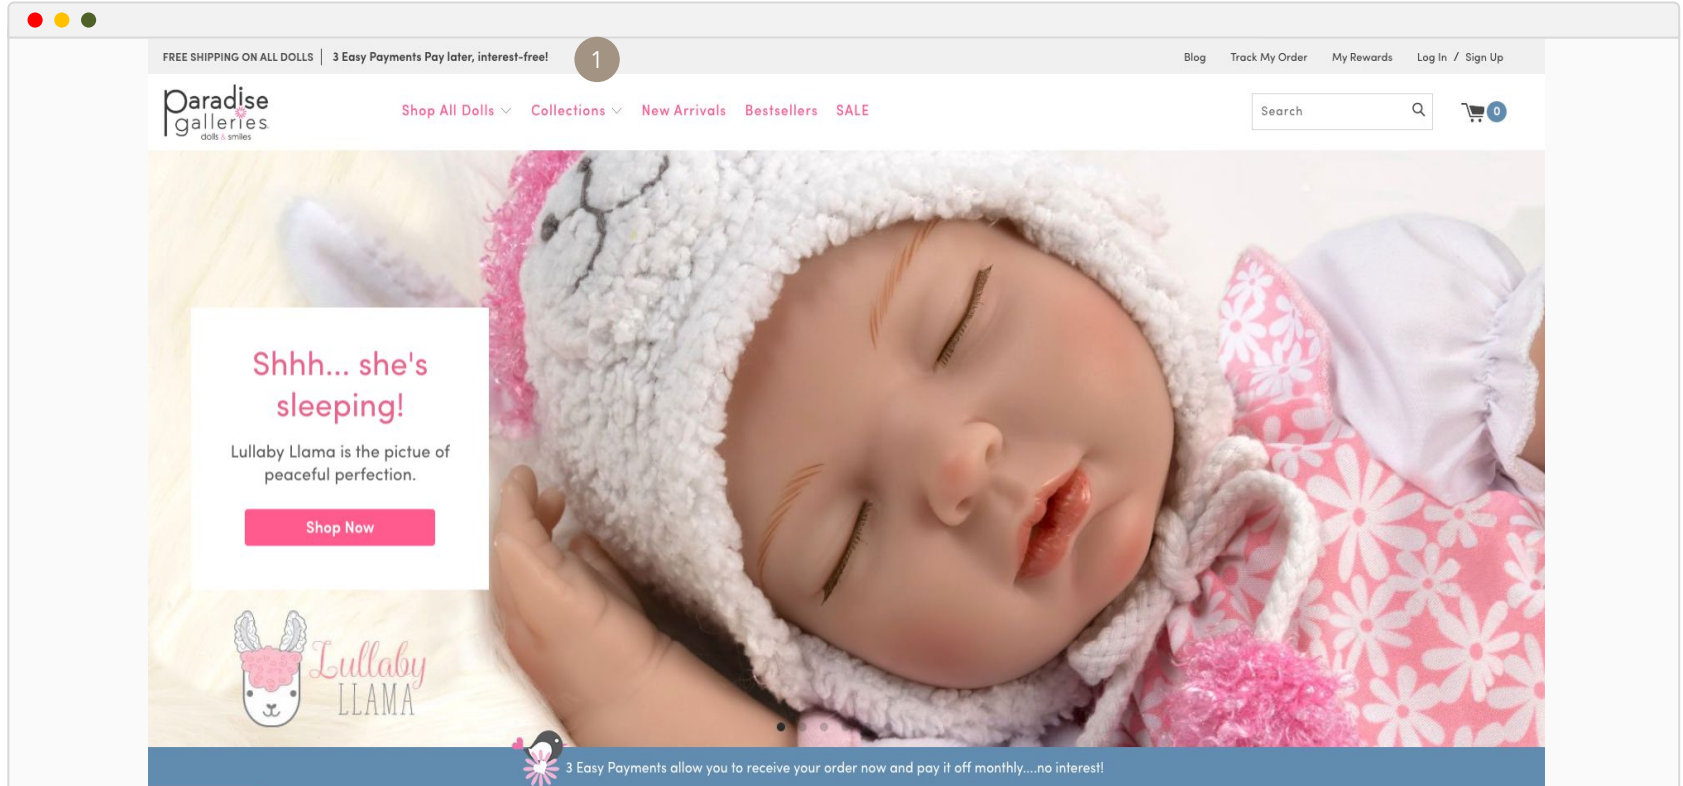 FREE SHIPPING ON ALL DOLLS | 3 Easy Payments Pay later, interest-free!
1
Blog Track My Order My Rewards Log In / Sign Up
Paradise
galleries
dolls & smiles
Shop All Dolls Collections New Arrivals Bestsellers SALE
Search
0
Shhh... she's
sleeping!
Lullaby Llama is the pictue of
peaceful perfection.
Shop Now
Lullaby
LLAMA
3 Easy Payments allow you to receive your order now and pay it off monthly....no interest!